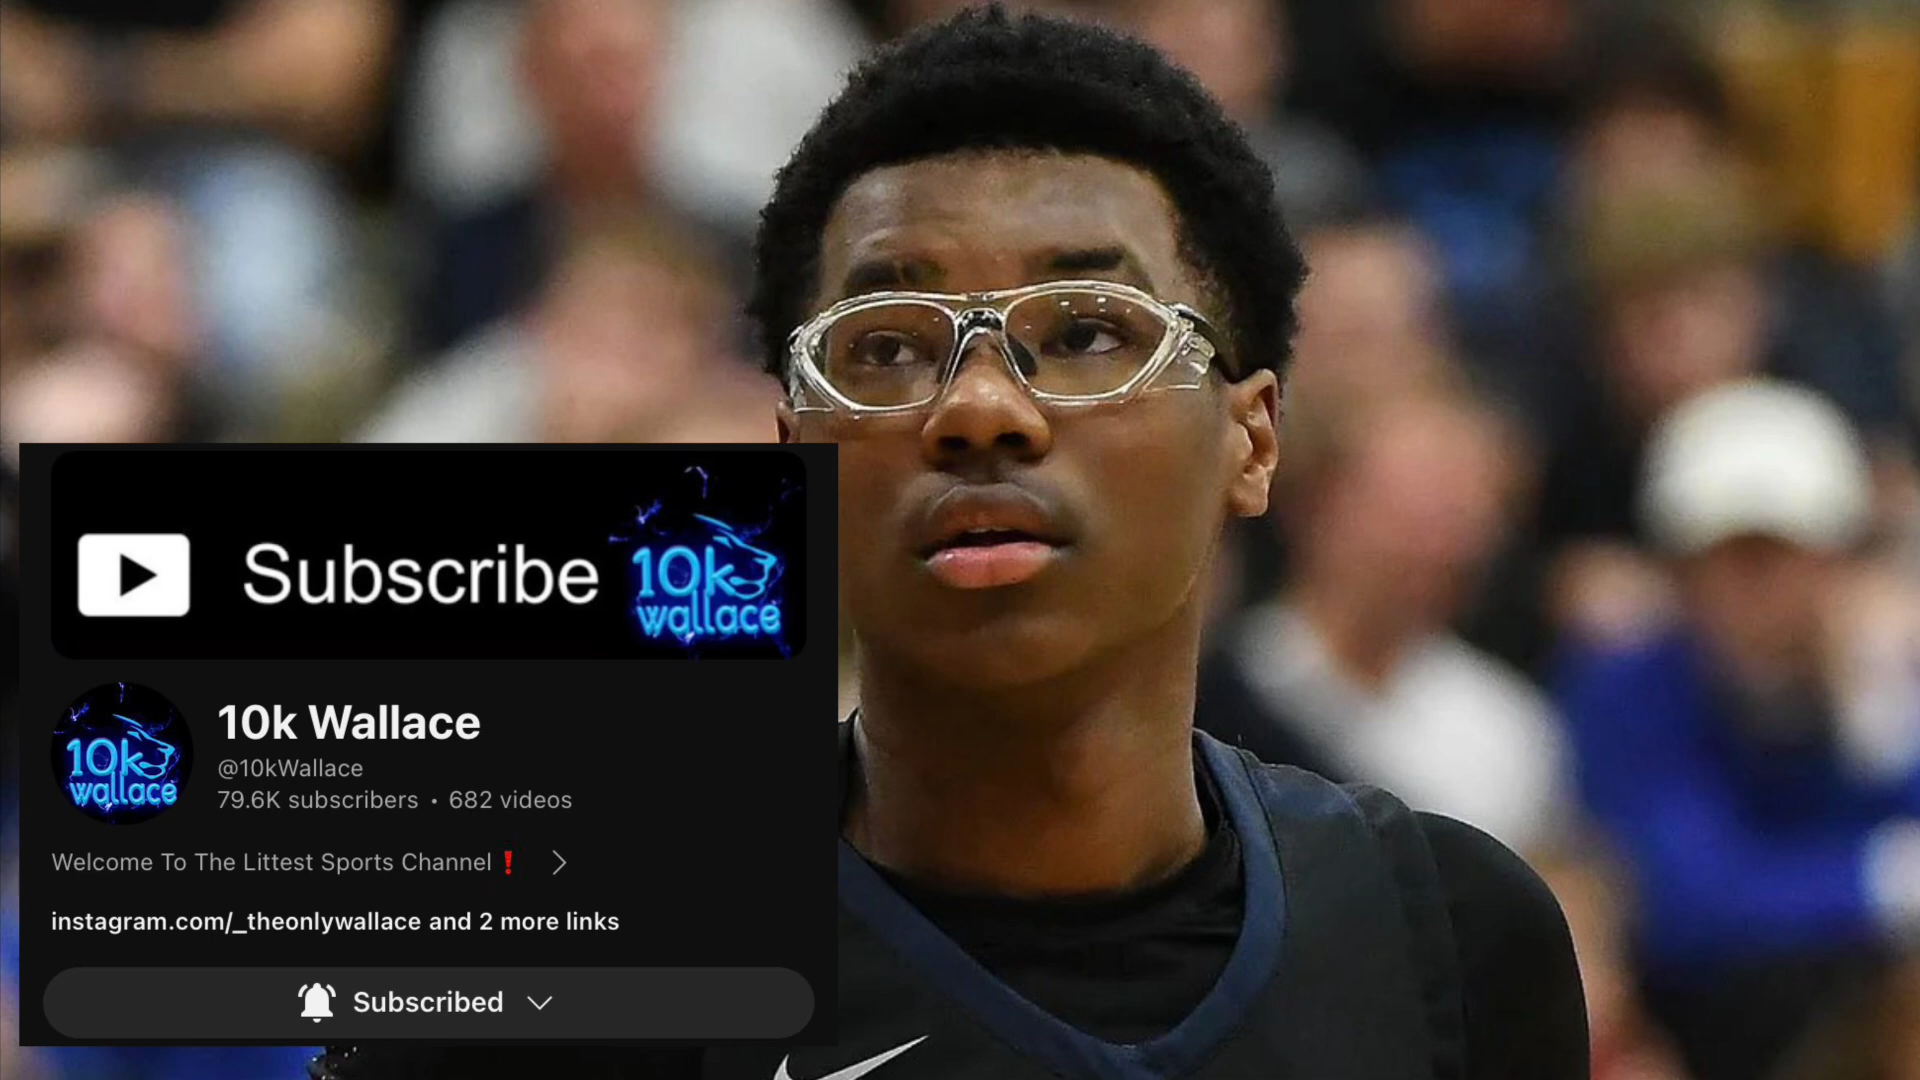 Subscribe
10k
wallace
10k
wallace
10k Wallace
@10kWallace
79.6K subscribers • 682 videos
Welcome To The Littest Sports Channel❗
instagram.com/_theonlywallace and 2 more links
Subscribed